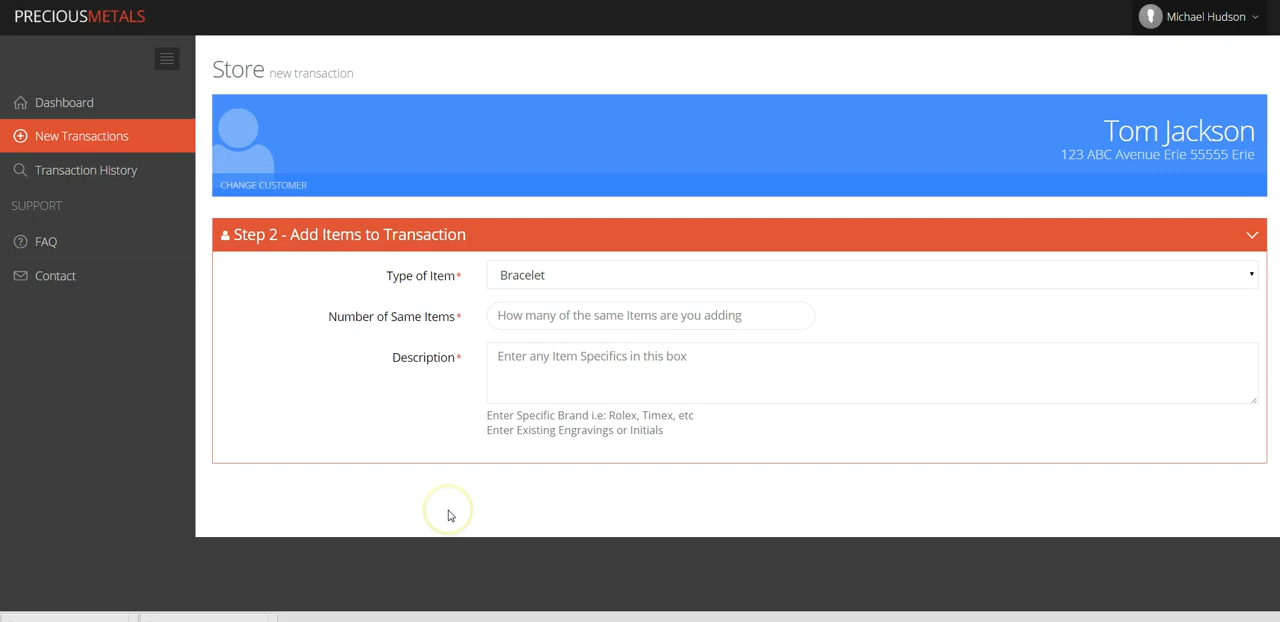 PRECIOUSMETALS
Michael Hudson
Dashboard
New Transactions
Transaction History
SUPPORT
FAQ
Contact
Store new transaction
Tom Jackson
123 ABC Avenue Erie 55555 Erie
CHANGE CUSTOMER
Step 2 - Add Items to Transaction
Type of Item* Bracelet
Number of Same Items* How many of the same Items are you adding
Description* Enter any Item Specifics in this box
Enter Specific Brand i.e: Rolex, Timex, etc
Enter Existing Engravings or Initials